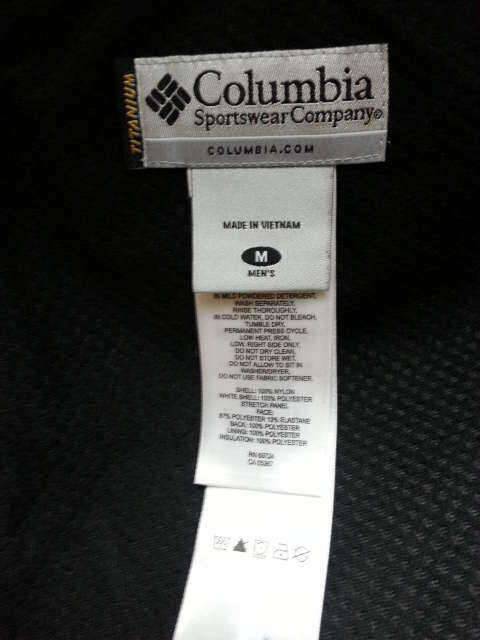 TITANIUM
Columbia
Sportswear Company®
COLUMBIA.COM
MADE IN VIETNAM
M
MEN'S
IN MILD POWDERED DETERGENT.
WASH SEPARATELY.
RINSE THOROUGHLY.
IN COLD WATER, DO NOT BLEACH,
TUMBLE DRY,
PERMANENT PRESS CYCLE,
LOW HEAT, IRON,
LOW, RIGHT SIDE ONLY,
DO NOT DRY CLEAN,
DO NOT STORE WET,
DO NOT ALLOW TO SIT IN
WASHER/DRYER.
DO NOT USE FABRIC SOFTENER.
SHELL: 100% NYLON
WHITE SHELL: 100% POLYESTER
STRETCH PANEL
FACE:
87% POLYESTER 13% ELASTANE
BACK: 100% POLYESTER
LINING: 100% POLYESTER
INSULATION: 100% POLYESTER
RN 69724
CA 05367